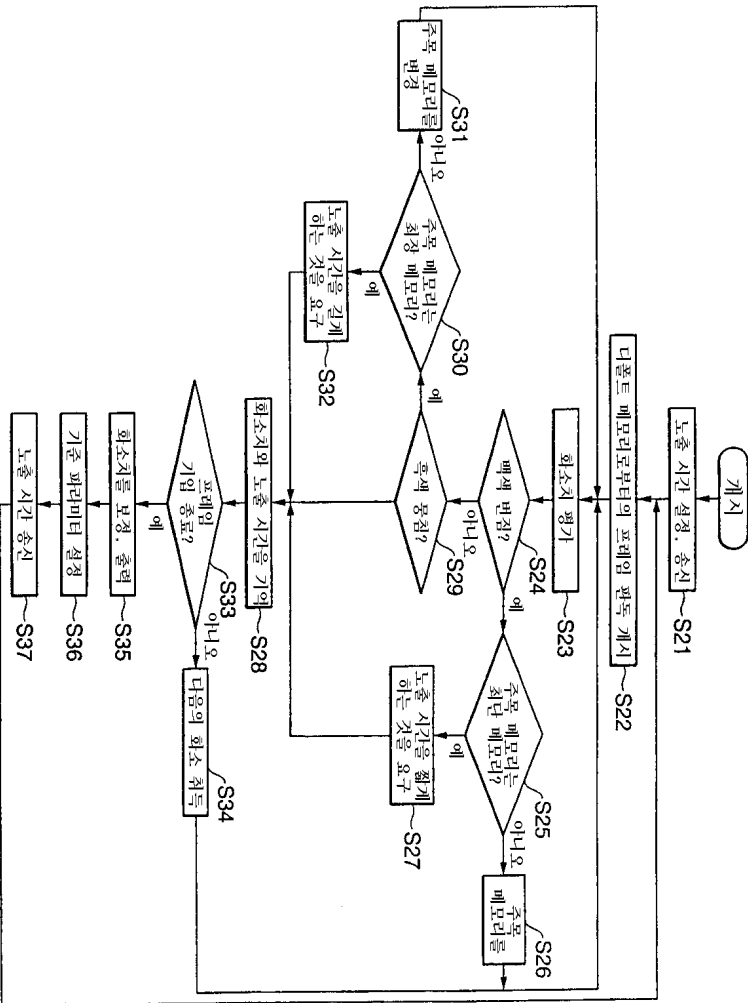 개시
노출 시간 설정, 송신
S21
디폴트 메모리로부터의 프레임 판독 개시
S22
화소치 평가
S23
백색 번짐?
S24
예
아니오
주목 메모리는
최단 메모리?
S25
아니오
예
주목
메모리를
S26
노출 시간을 짧게
하는 것을 요구
S27
흑색 뭉침?
S29
예
주목 메모리는
최장 메모리?
S30
아니오
예
주목 메모리를
변경
S31
노출 시간을 길게
하는 것을 요구
S32
화소치와 노출 시간을 기억
S28
프레임
기입 종료?
S33
아니오
예
다음의 화소 취득
S34
화소치를 보정, 출력
S35
기준 파라미터 설정
S36
노출 시간 송신
S37